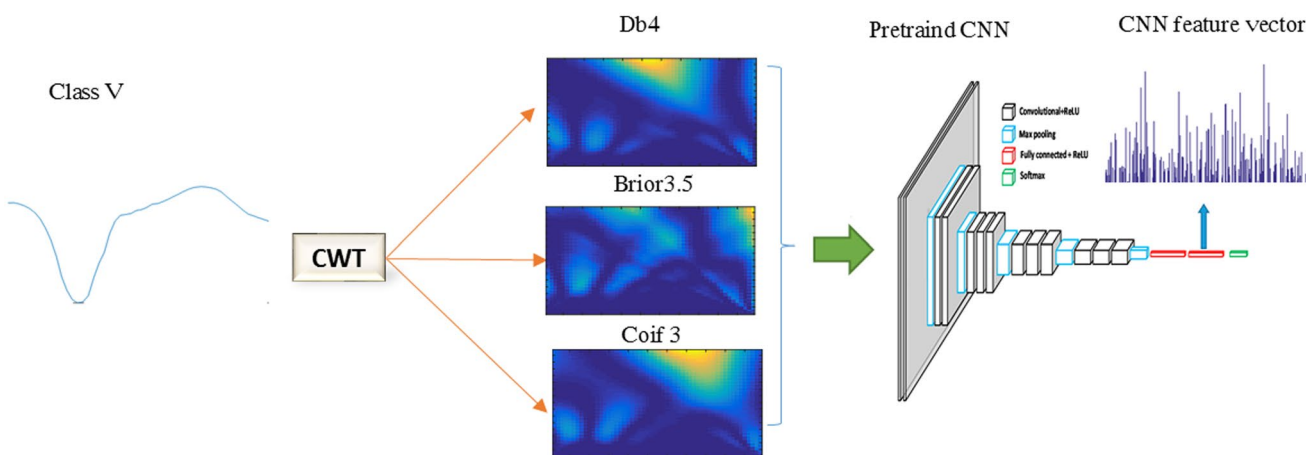 Class V
CWT
Db4
Brior3.5
Coif 3
Pretraind CNN
Convolutional+ReLU
Max pooling
Fully connected + ReLU
Softmax
CNN feature vector